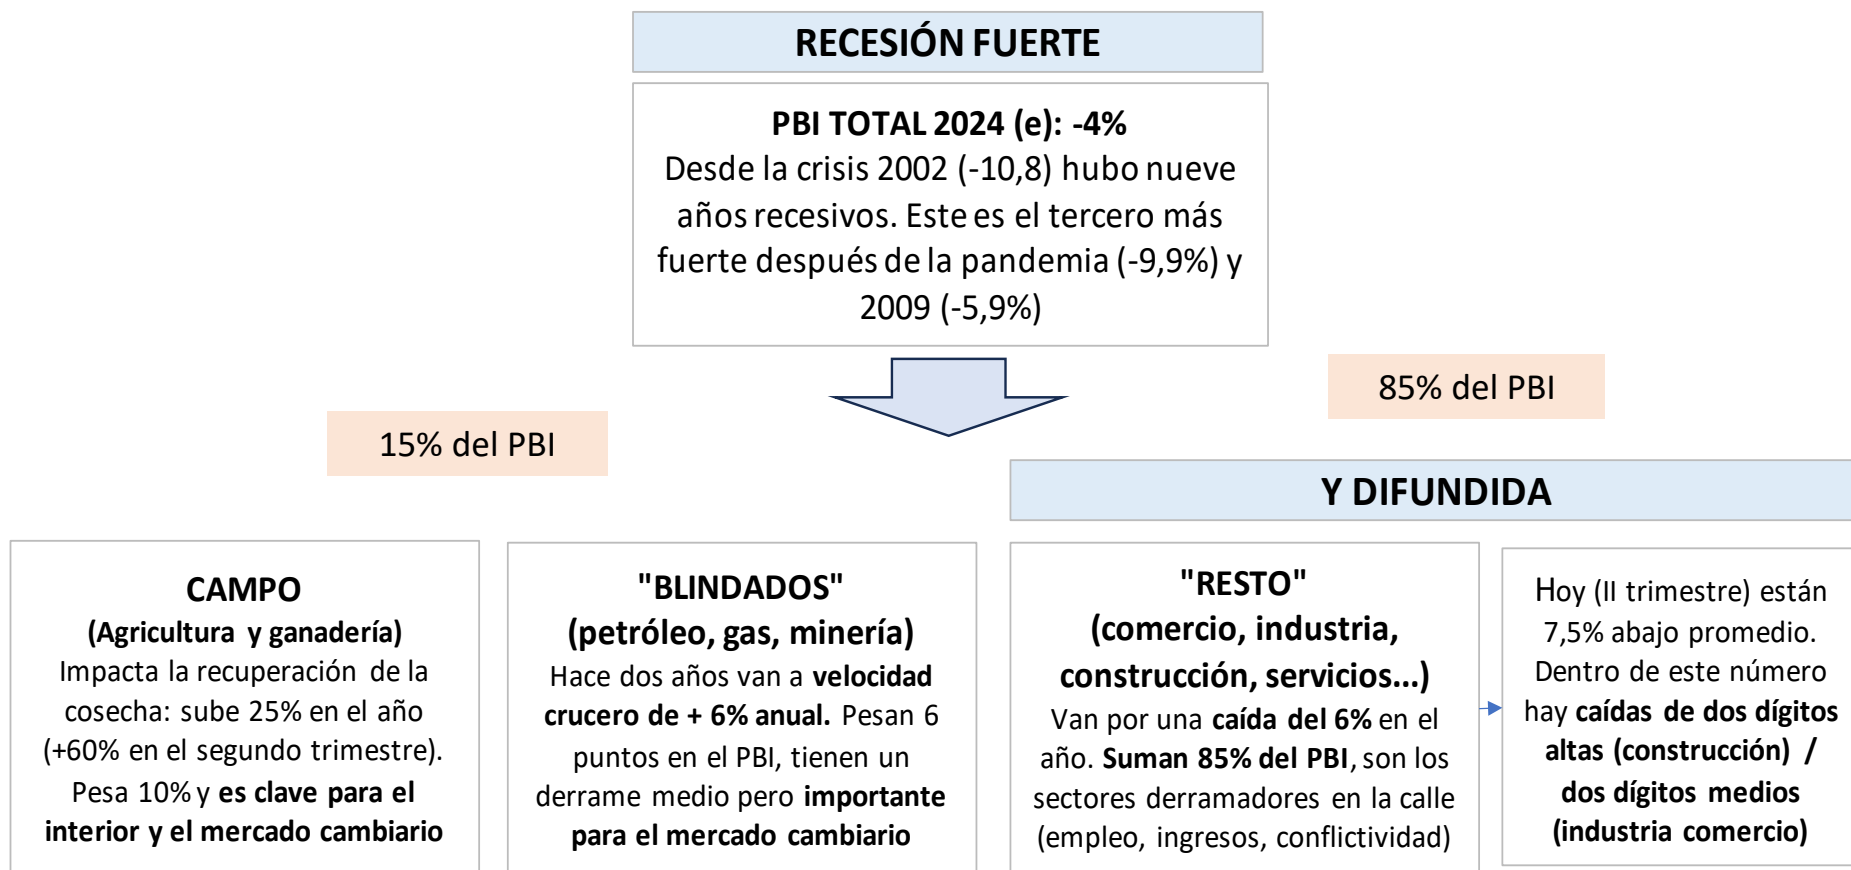 RECESIÓN FUERTE
PBI TOTAL 2024 (e): -4%
Desde la crisis 2002 (-10,8) hubo nueve
años recesivos. Este es el tercero más
fuerte después de la pandemia (-9,9%) y
2009 (-5,9%)
15% del PBI
85% del PBI
Y DIFUNDIDA
CAMPO
(Agricultura y ganadería)
Impacta la recuperación de la
cosecha: sube 25% en el año
(+60% en el segundo trimestre).
Pesa 10% y es clave para el
interior y el mercado cambiario
"BLINDADOS"
(petróleo, gas, minería)
Hace dos años van a velocidad
crucero de + 6% anual. Pesan 6
puntos en el PBI, tienen un
derrame medio pero importante
para el mercado cambiario
"RESTO"
(comercio, industria,
construcción, servicios...)
Van por una caída del 6% en el
año. Suman 85% del PBI, son los
sectores derramadores en la calle
(empleo, ingresos, conflictividad)
Hoy (II trimestre) están
7,5% abajo promedio.
Dentro de este número
hay caídas de dos dígitos
altas (construcción) /
dos dígitos medios
(industria comercio)